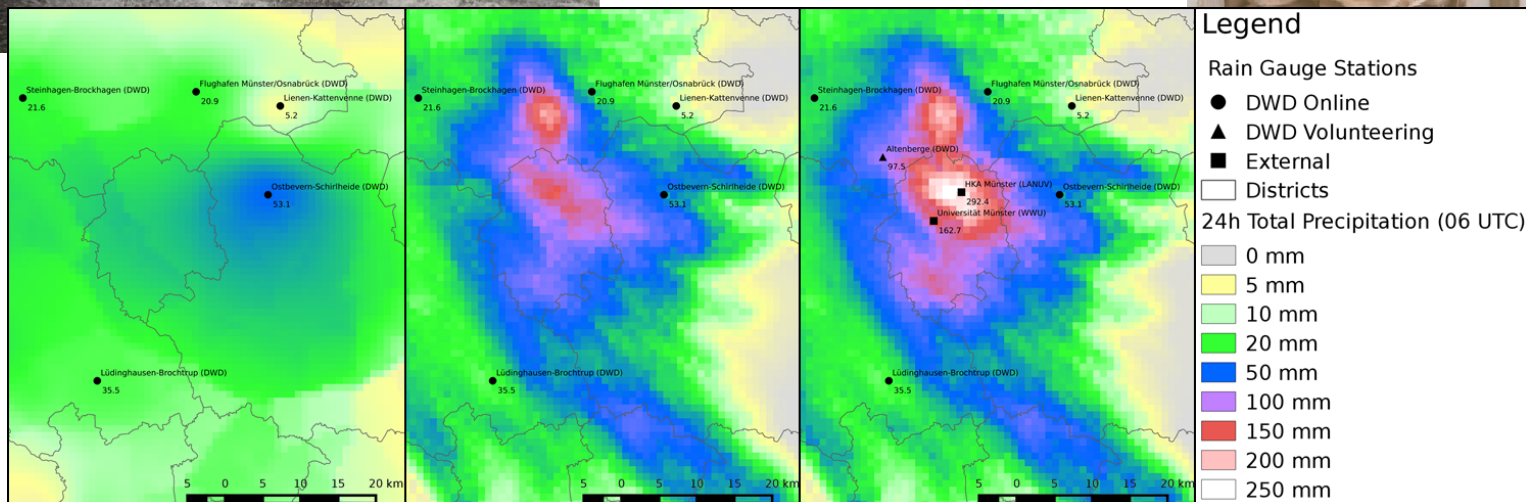 Steinhagen-Brockhagen (DWD)
21.6
Flughafen Münster/Osnabrück (DWD)
20.9
Lienen-Kattenvenne (DWD)
5.2
Ostbevern-Schirlheide (DWD)
53.1
Lüdinghausen-Brochtrup (DWD)
35.5
5 0 5 10 15 20 km
Steinhagen-Brockhagen (DWD)
21.6
Flughafen Münster/Osnabrück (DWD)
20.9
Lienen-Kattenvenne (DWD)
5.2
Ostbevern-Schirlheide (DWD)
53.1
Lüdinghausen-Brochtrup (DWD)
35.5
5 0 5 10 15 20 km
Steinhagen-Brockhagen (DWD)
21.6
Flughafen Münster/Osnabrück (DWD)
20.9
Lienen-Kattenvenne (DWD)
5.2
Altenberge (DWD)
97.5
HKA Münster (LANUV)
292.4
Ostbevern-Schirlheide (DWD)
53.1
Universität Münster (WWU)
162.7
Lüdinghausen-Brochtrup (DWD)
35.5
5 0 5 10 15 20 km
Legend
Rain Gauge Stations
DWD Online
DWD Volunteering
External
Districts
24h Total Precipitation (06 UTC)
0 mm
5 mm
10 mm
20 mm
50 mm
100 mm
150 mm
200 mm
250 mm